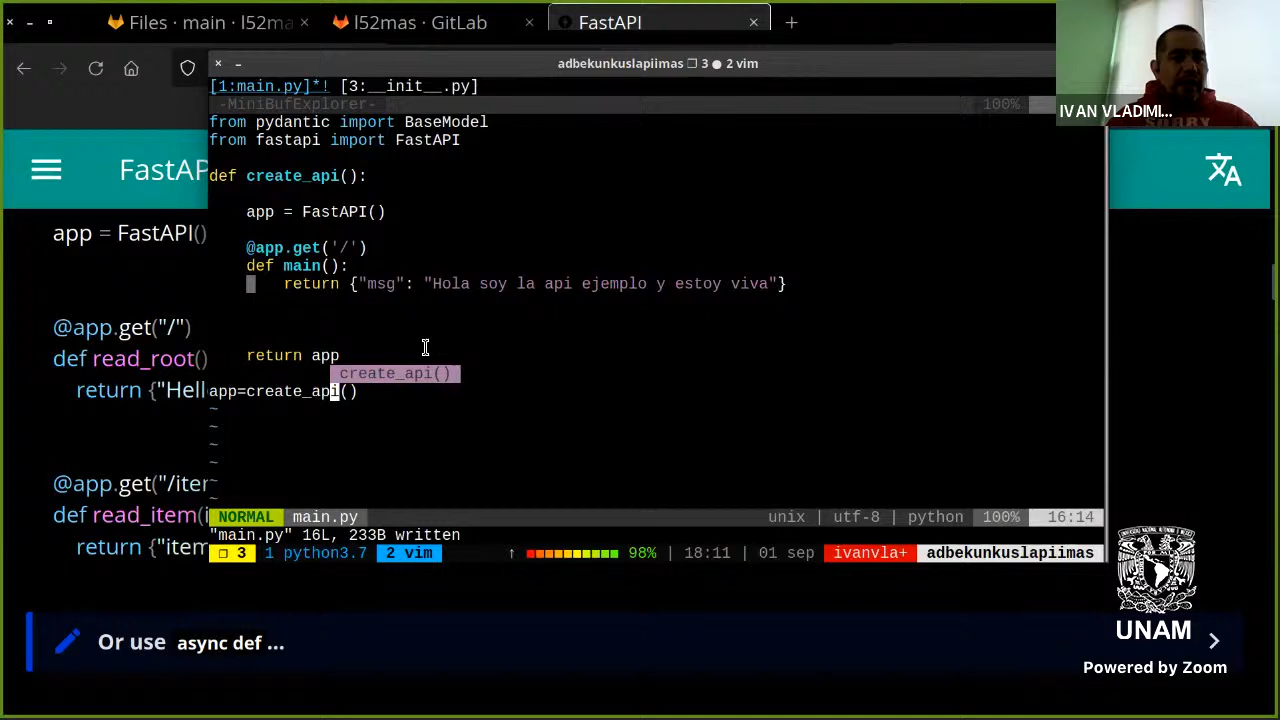 Files · main · l52m
l52mas · GitLab
FastAPI
adbekunkuslapiimas ❐ 3 ● 2 vim
IVAN VLADIMI...
[1:main.py]*! [3:__init__.py]
-MiniBufExplorer- 100%
from pydantic import BaseModel
from fastapi import FastAPI
def create_api():
app = FastAPI()
@app.get('/')
def main():
return {"msg": "Hola soy la api ejemplo y estoy viva"}
return app
create_api()
app=create_api()
~
~
~
~
~
~
NORMAL main.py unix | utf-8 | python 100% 16:14
"main.py" 16L, 233B written
❐ 3 1 python3.7 2 vim ↑ 98% | 18:11 | 01 sep ivanvla+ adbekunkuslapiimas
FastAP
app = FastAPI()
@app.get("/")
def read_root()
return {"Hell
@app.get("/iter
def read_item(i
return {"item
Or use async def ...
UNAM
Powered by Zoom